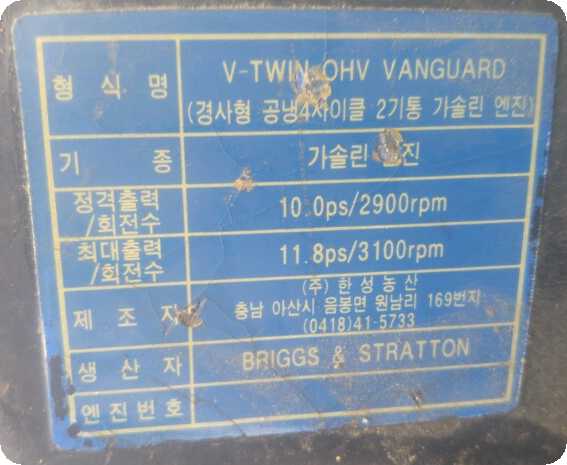 형식명 V-TWIN OHV VANGUARD
(경사형 공냉4사이클 2기통 가솔린 엔진)
기종 가솔린 엔진
정격출력
/회전수 10.0ps/2900rpm
최대출력
/회전수 11.8ps/3100rpm
(주) 한성농산
제조자 충남 아산시 음봉면 원남리 169번지
(0418)41-5733
생산자 BRIGGS & STRATTON
엔진번호